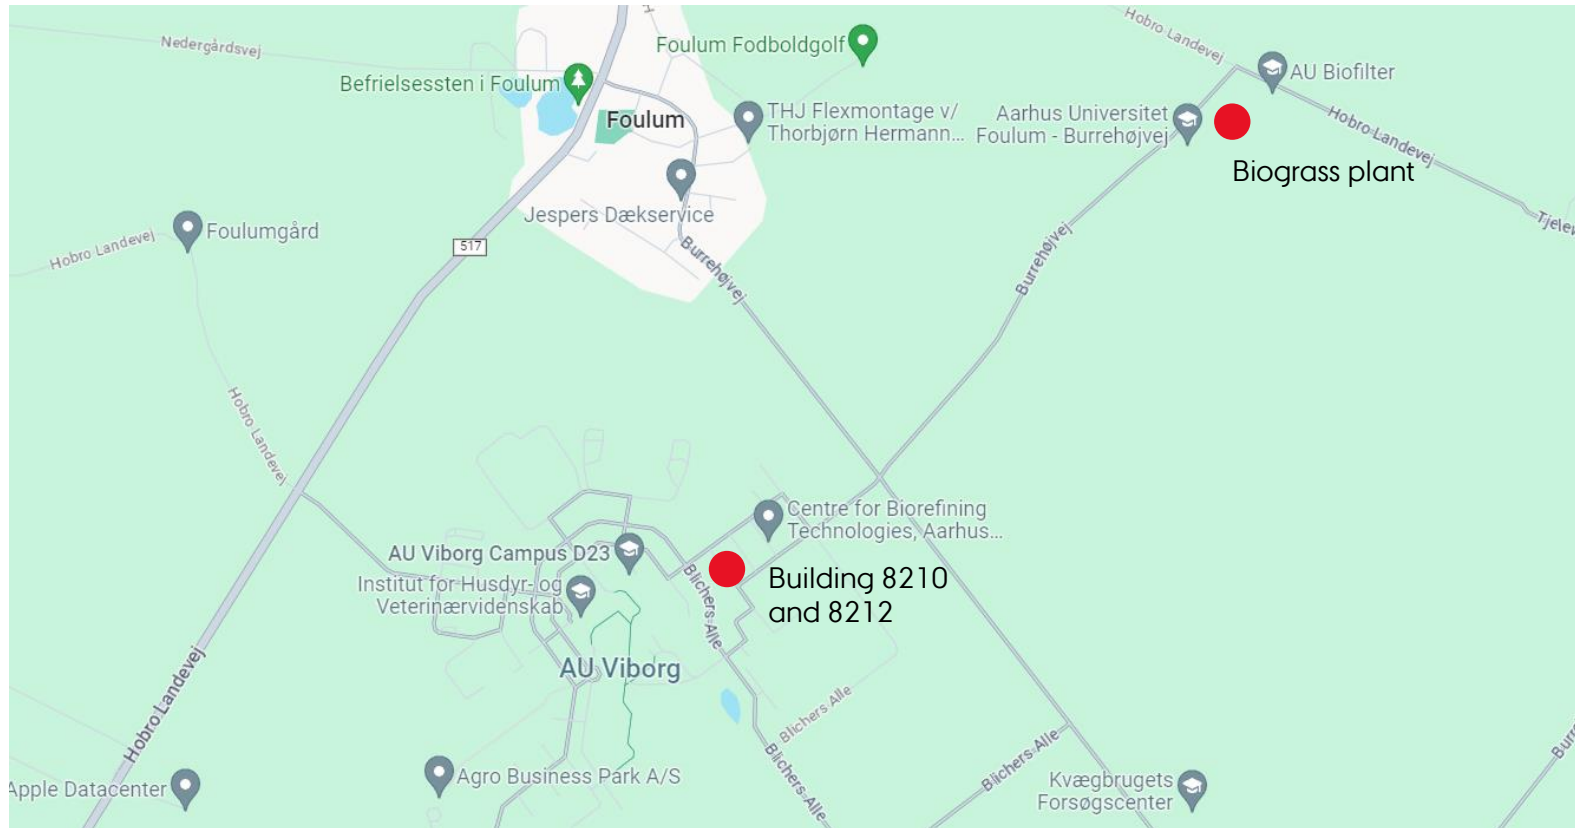 Hobro Landevej
Nedergårdsvej
Foulum Fodboldgolf
Befrielsessten i Foulum
AU Biofilter
Foulum
THJ Flexmontage v/
Thorbjørn Hermann...
Aarhus Universitet
Foulum - Burrehøjvej
Hobro Landevej
Biograss plant
Jespers Dækservice
Foulumgård
Hobro Landevej
517
Burrehøjvej
Burrehøjvej
Hobro Landevej
Centre for Biorefining
Technologies, Aarhus...
AU Viborg Campus D23
Institut for Husdyr- og
Veterinærvidenskab
Building 8210
and 8212
Blichers Alle
AU Viborg
Hobro Landevej
Blichers Alle
Blichers Alle
Blichers Alle
Agro Business Park A/S
Apple Datacenter
Kvægbrugets
Forsøgscenter